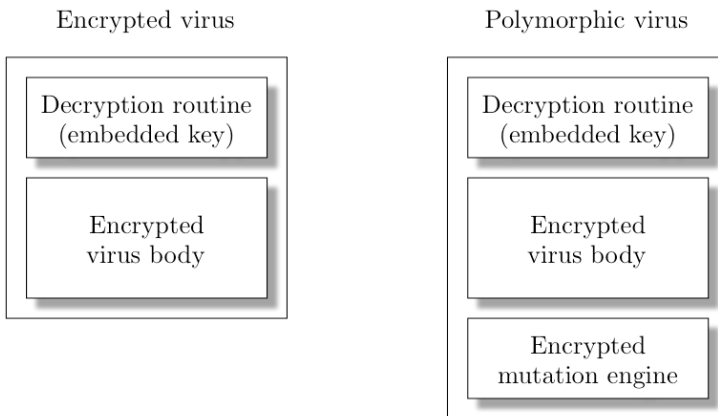 Encrypted virus
Decryption routine
(embedded key)
Encrypted
virus body
Polymorphic virus
Decryption routine
(embedded key)
Encrypted
virus body
Encrypted
mutation engine